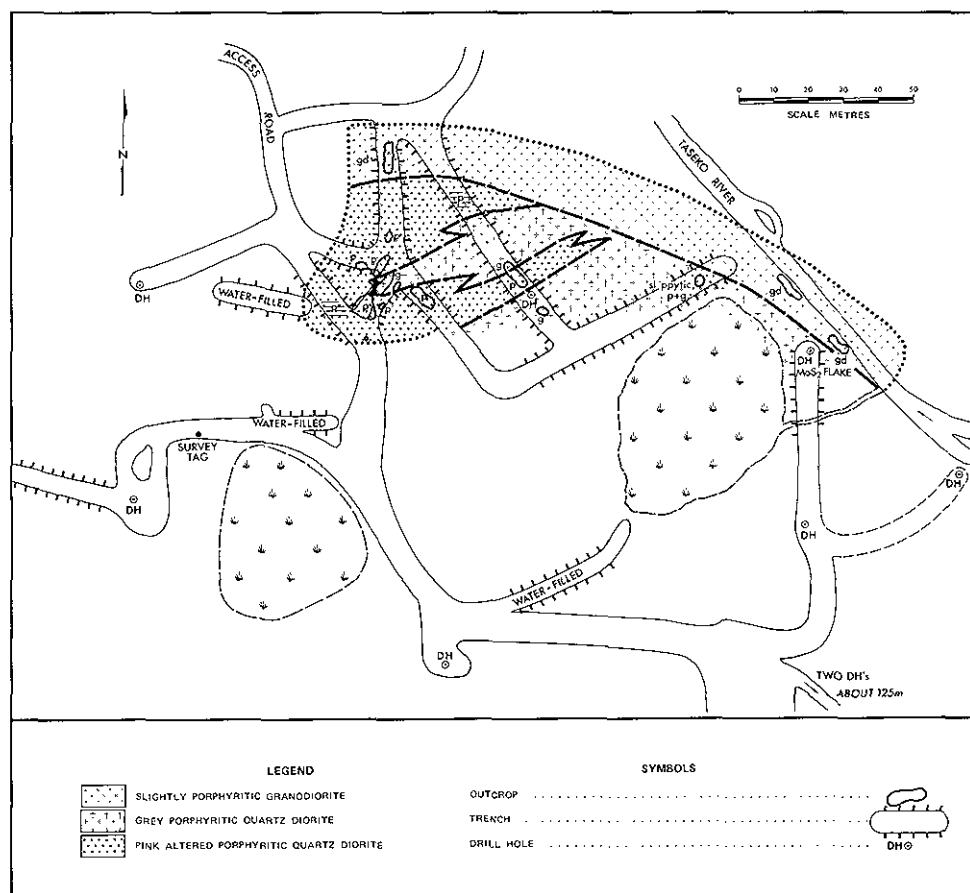 ACCESS
ROAD
N
0 10 20 30 40 50
SCALE METRES
TASEKO RIVER
gd
P
DH
WATER-FILLED
g
p
DH
g
sl. ppytic
p+g
gd
DH
gd
MoS₂ FLAKE
WATER-FILLED
SURVEY
TAG
DH
DH
DH
WATER-FILLED
DH
TWO DH's
ABOUT 125m
LEGEND
SLIGHTLY PORPHYRITIC GRANODIORITE
GREY PORPHYRITIC QUARTZ DIORITE
PINK ALTERED PORPHYRITIC QUARTZ DIORITE
SYMBOLS
OUTCROP
TRENCH
DRILL HOLE
DH